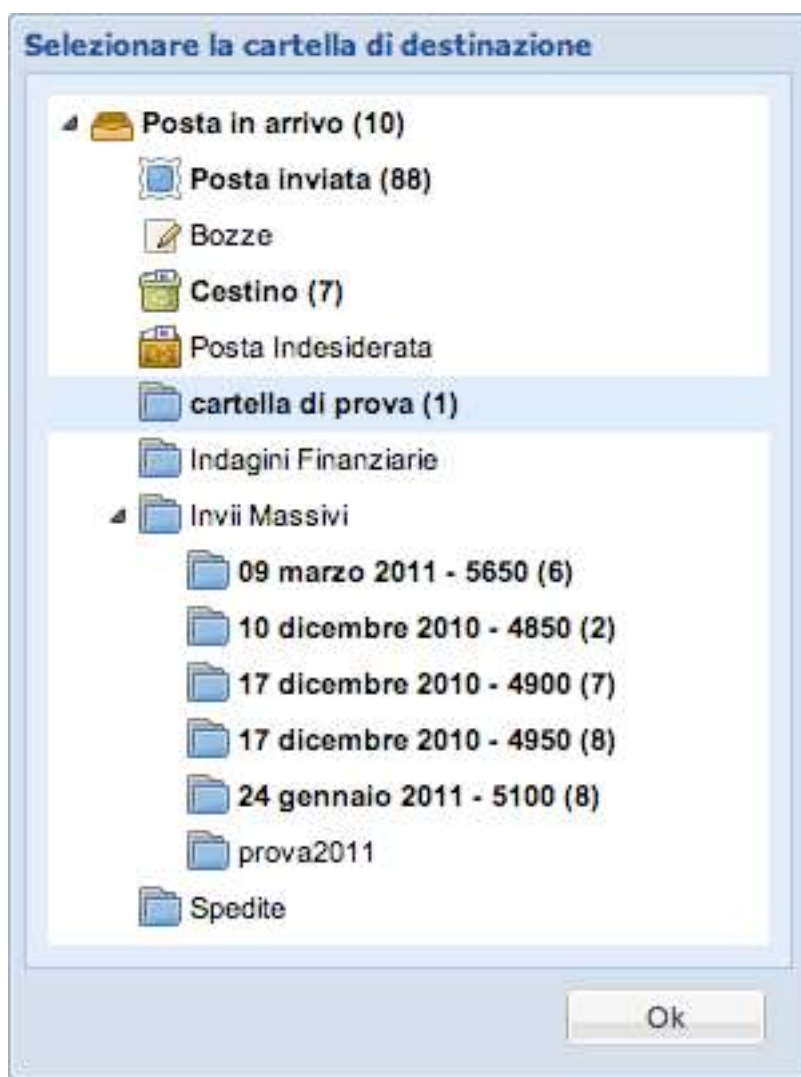 Selezionare la cartella di destinazione
Posta in arrivo (10)
Posta inviata (88)
Bozze
Cestino (7)
Posta Indesiderata
cartella di prova (1)
Indagini Finanziarie
Invii Massivi
09 marzo 2011 - 5650 (6)
10 dicembre 2010 - 4850 (2)
17 dicembre 2010 - 4900 (7)
17 dicembre 2010 - 4950 (8)
24 gennaio 2011 - 5100 (8)
prova2011
Spedite
Ok